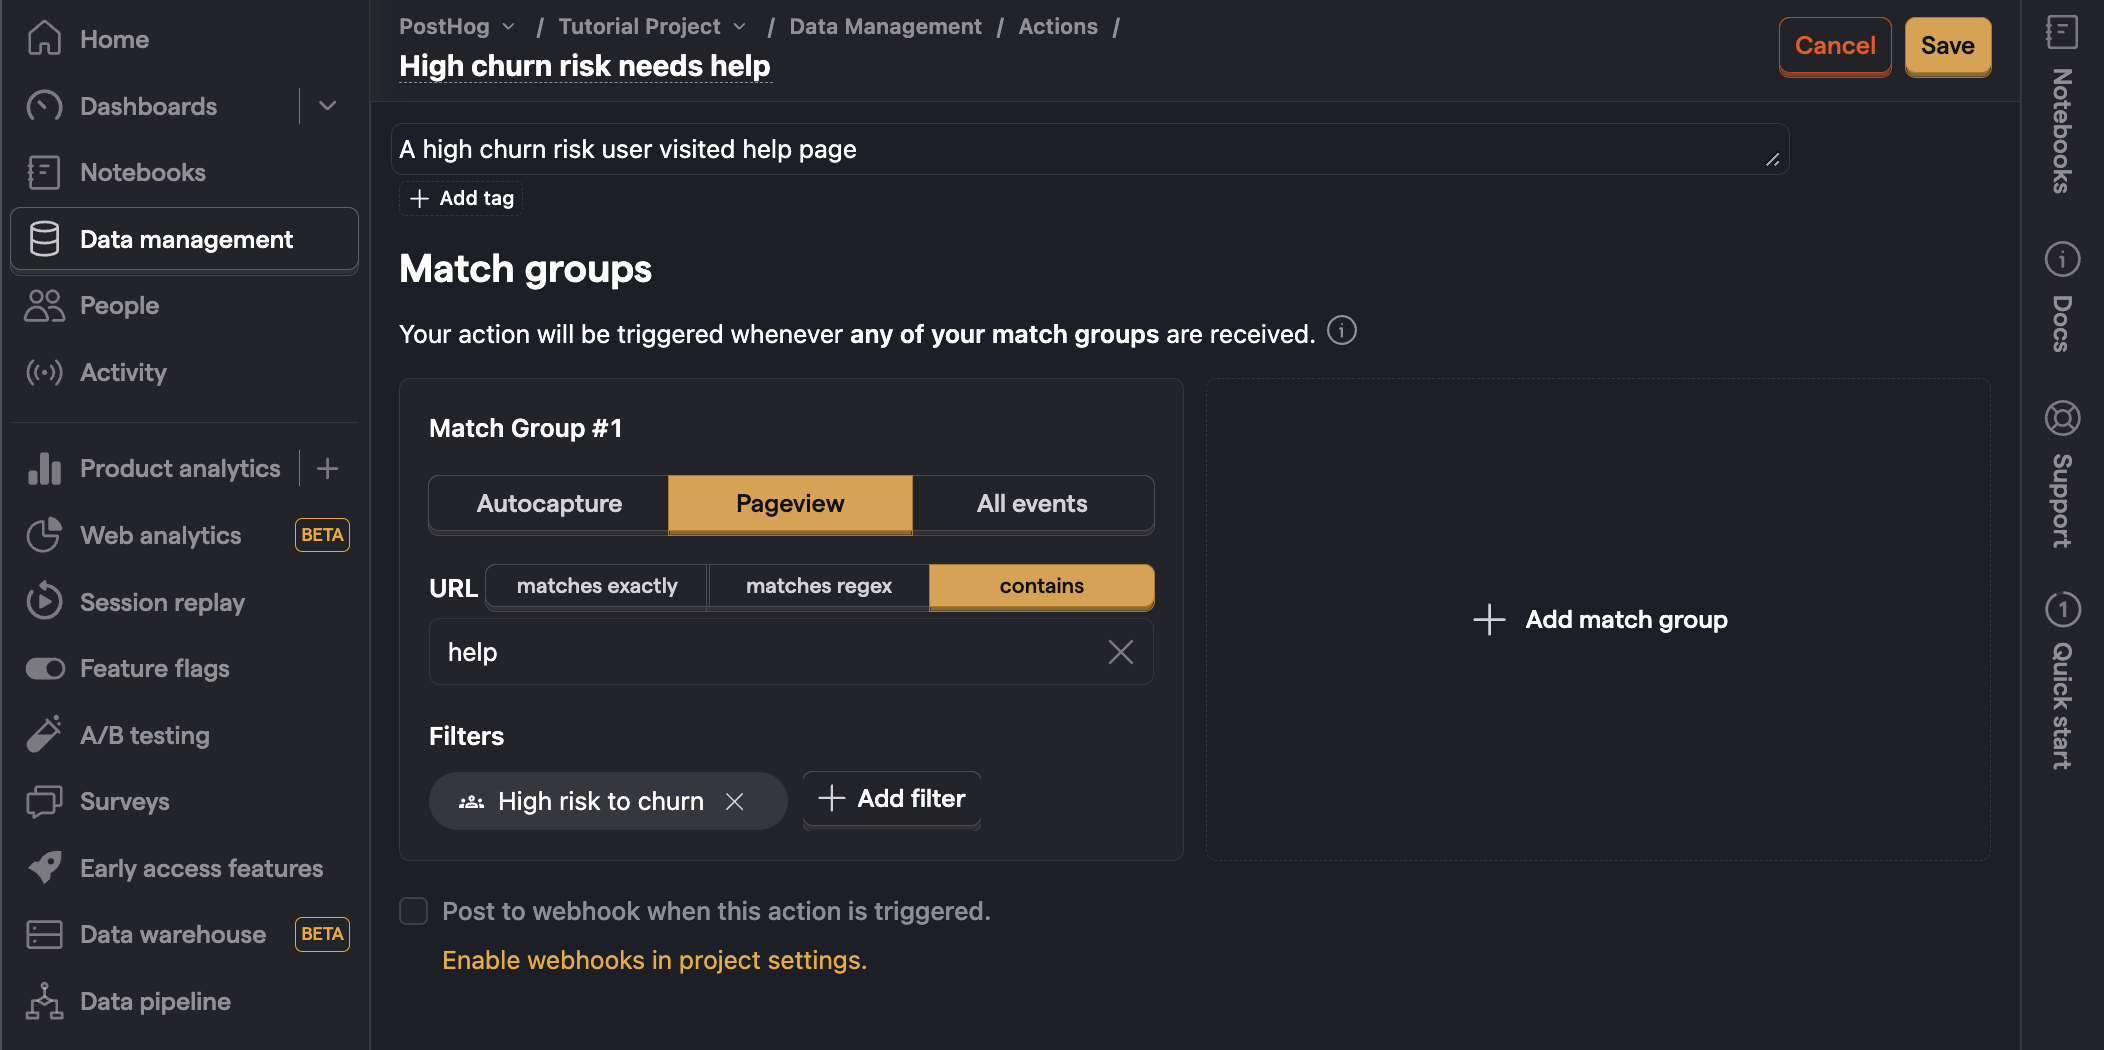 Home
Dashboards
Notebooks
Data management
People
Activity
Product analytics
Web analytics BETA
Session replay
Feature flags
A/B testing
Surveys
Early access features
Data warehouse BETA
Data pipeline
PostHog / Tutorial Project / Data Management / Actions /
High churn risk needs help
Cancel Save
A high churn risk user visited help page
+ Add tag
Match groups
Your action will be triggered whenever any of your match groups are received.
Match Group #1
Autocapture Pageview All events
URL matches exactly matches regex contains
help
Filters
High risk to churn
+ Add filter
+ Add match group
Post to webhook when this action is triggered.
Enable webhooks in project settings.
Notebooks
Docs
Support
1
Quick start